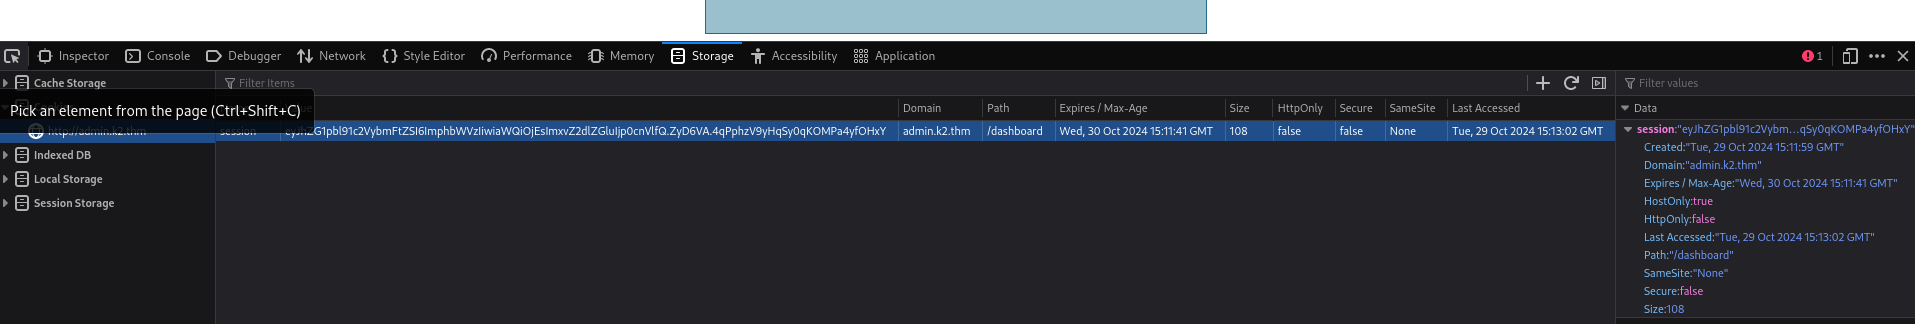 Inspector Console Debugger Network Style Editor Performance Memory Storage Accessibility Application 1
Cache Storage
Filter Items
Filter values
Pick an element from the page (Ctrl+Shift+C)
Domain Path Expires / Max-Age Size HttpOnly Secure SameSite Last Accessed
Data
http://admin.k2.thm
session eyJhZG1pbl91c2VybmFtZSI6ImphbWVzIiwiaWQiOjEsImxvZ2dlZGluIjp0cnVlfQ.ZyD6VA.4qPphzV9yHqSy0qKOMPa4yfOHxY admin.k2.thm /dashboard Wed, 30 Oct 2024 15:11:41 GMT 108 false false None Tue, 29 Oct 2024 15:13:02 GMT
session:"eyJhZG1pbl91c2Vybm...qSy0qKOMPa4yfOHxY"
Indexed DB
Local Storage
Session Storage
Created:"Tue, 29 Oct 2024 15:11:59 GMT"
Domain:"admin.k2.thm"
Expires / Max-Age:"Wed, 30 Oct 2024 15:11:41 GMT"
HostOnly:true
HttpOnly:false
Last Accessed:"Tue, 29 Oct 2024 15:13:02 GMT"
Path:"/dashboard"
SameSite:"None"
Secure:false
Size:108